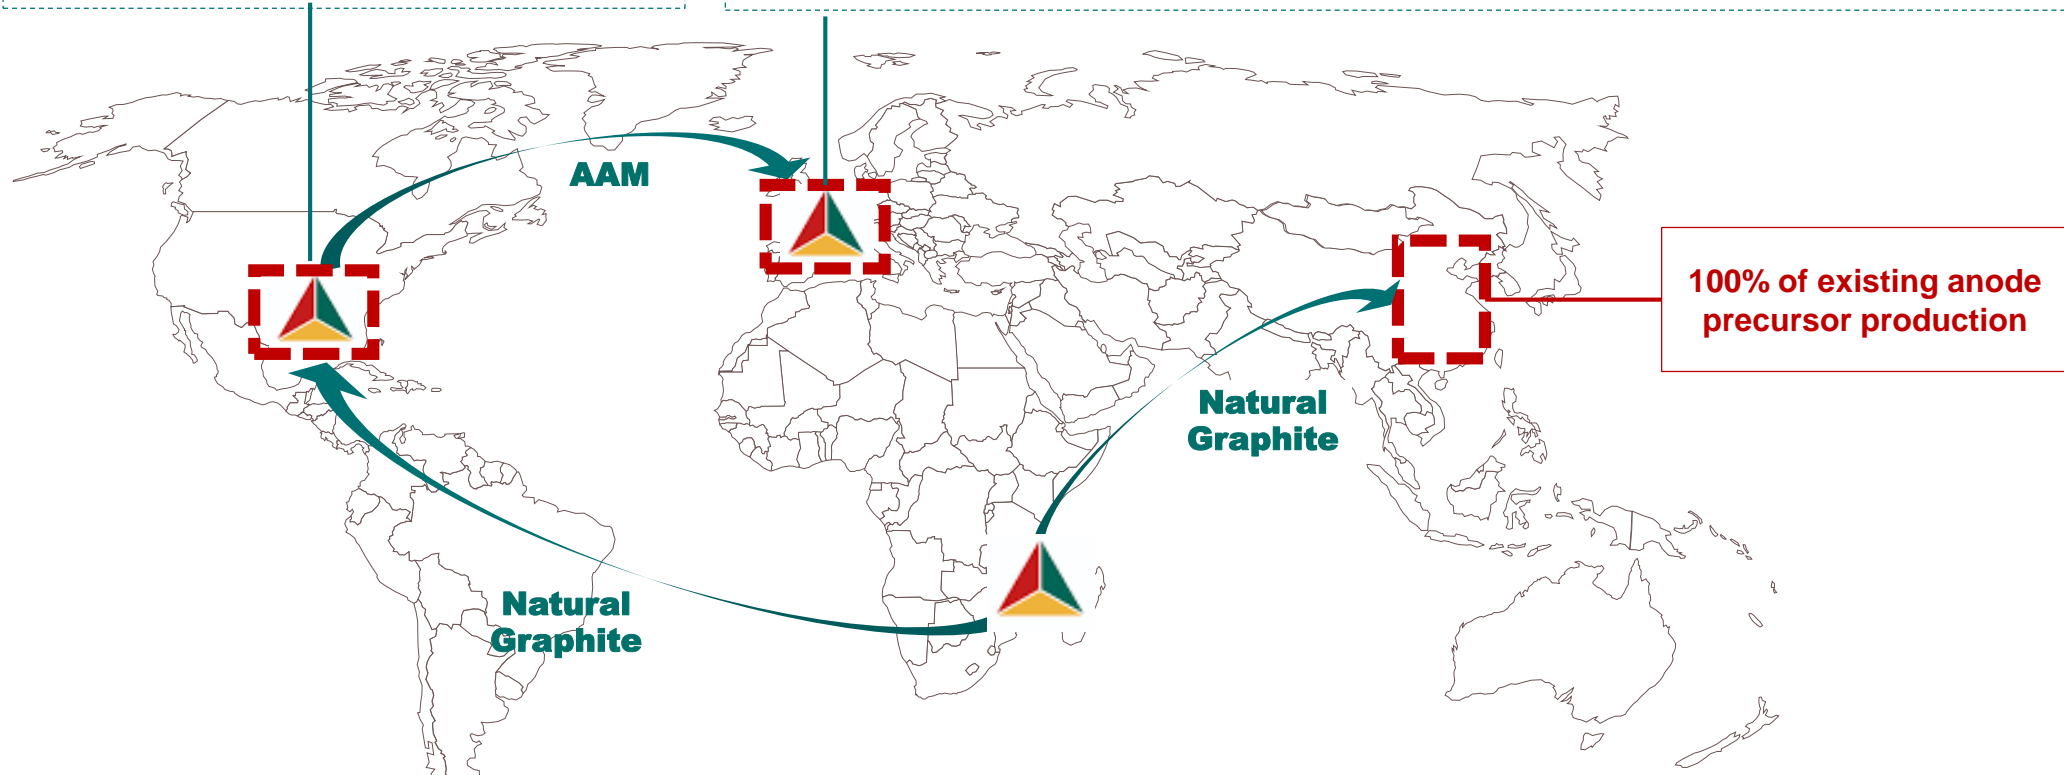 AAM
100% of existing anode
precursor production
Natural
Graphite
Natural
Graphite